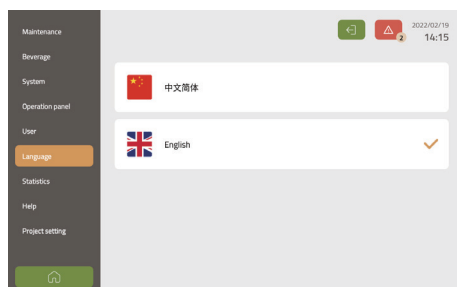 Maintenance
Beverage
System
Operation panel
User
Language
Statistics
Help
Project setting
2
2022/02/19
14:15
中文简体
English